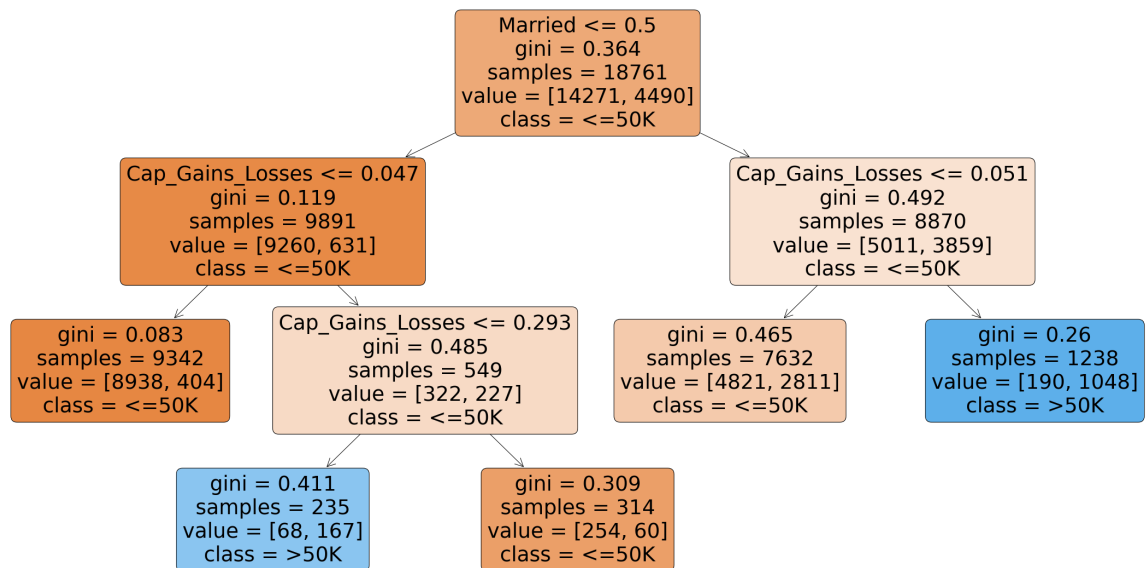 Married <= 0.5
gini = 0.364
samples = 18761
value = [14271, 4490]
class = <=50K
Cap_Gains_Losses <= 0.047
gini = 0.119
samples = 9891
value = [9260, 631]
class = <=50K
Cap_Gains_Losses <= 0.051
gini = 0.492
samples = 8870
value = [5011, 3859]
class = <=50K
gini = 0.083
samples = 9342
value = [8938, 404]
class = <=50K
Cap_Gains_Losses <= 0.293
gini = 0.485
samples = 549
value = [322, 227]
class = <=50K
gini = 0.465
samples = 7632
value = [4821, 2811]
class = <=50K
gini = 0.26
samples = 1238
value = [190, 1048]
class = >50K
gini = 0.411
samples = 235
value = [68, 167]
class = >50K
gini = 0.309
samples = 314
value = [254, 60]
class = <=50K